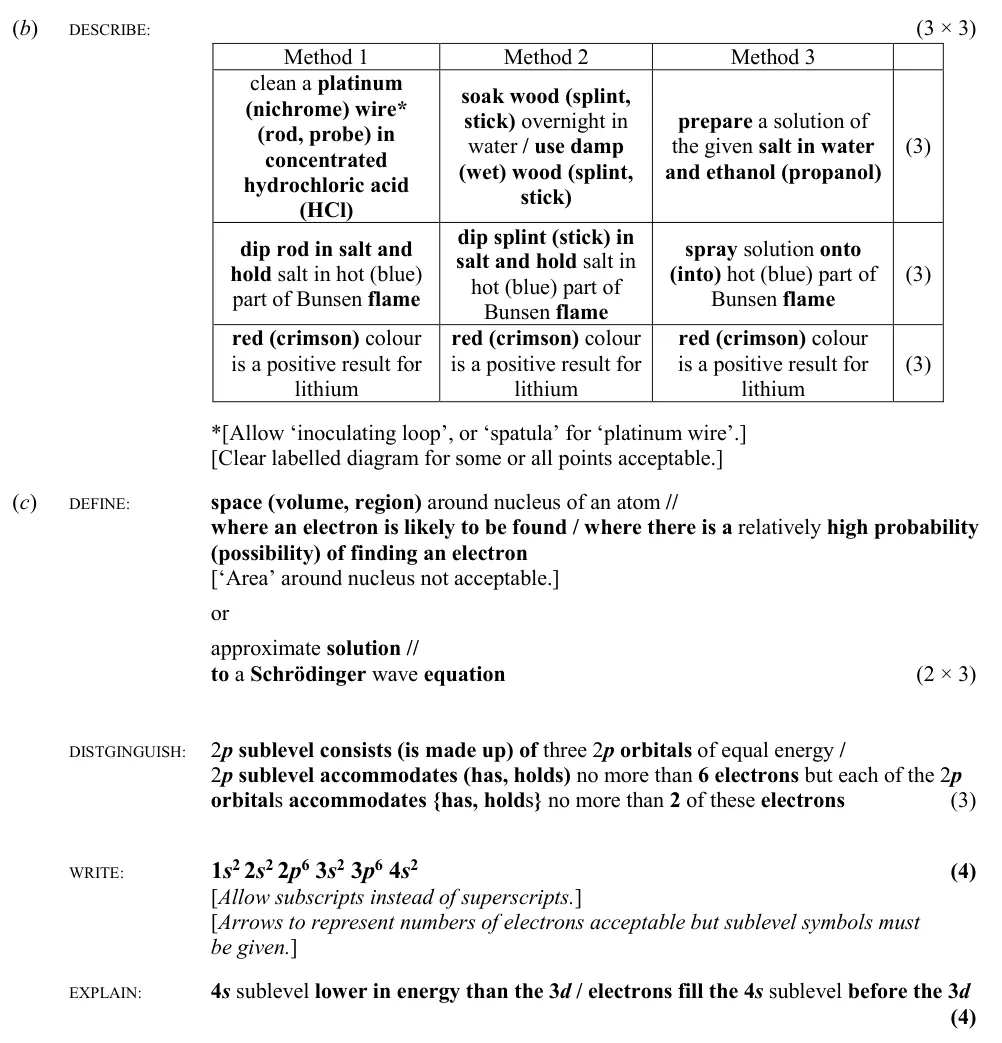 (b) DESCRIBE: (3 × 3)
Method 1 Method 2 Method 3
clean a platinum
(nichrome) wire*
(rod, probe) in
concentrated
hydrochloric acid
(HCl)
soak wood (splint,
stick) overnight in
water / use damp
(wet) wood (splint,
stick)
prepare a solution of
the given salt in water
and ethanol (propanol)
(3)
dip rod in salt and
hold salt in hot (blue)
part of Bunsen flame
dip splint (stick) in
salt and hold salt in
hot (blue) part of
Bunsen flame
spray solution onto
(into) hot (blue) part of
Bunsen flame
(3)
red (crimson) colour
is a positive result for
lithium
red (crimson) colour
is a positive result for
lithium
red (crimson) colour
is a positive result for
lithium
(3)
*[Allow ‘inoculating loop’, or ‘spatula’ for ‘platinum wire’.]
[Clear labelled diagram for some or all points acceptable.]
(c) DEFINE: space (volume, region) around nucleus of an atom //
where an electron is likely to be found / where there is a relatively high probability
(possibility) of finding an electron
[‘Area’ around nucleus not acceptable.]
or
approximate solution //
to a Schrödinger wave equation (2 × 3)
DISTGINGUISH: 2p sublevel consists (is made up) of three 2p orbitals of equal energy /
2p sublevel accommodates (has, holds) no more than 6 electrons but each of the 2p
orbitals accommodates {has, holds} no more than 2 of these electrons (3)
WRITE: 1s² 2s² 2p⁶ 3s² 3p⁶ 4s² (4)
[Allow subscripts instead of superscripts.]
[Arrows to represent numbers of electrons acceptable but sublevel symbols must
be given.]
EXPLAIN: 4s sublevel lower in energy than the 3d / electrons fill the 4s sublevel before the 3d
(4)